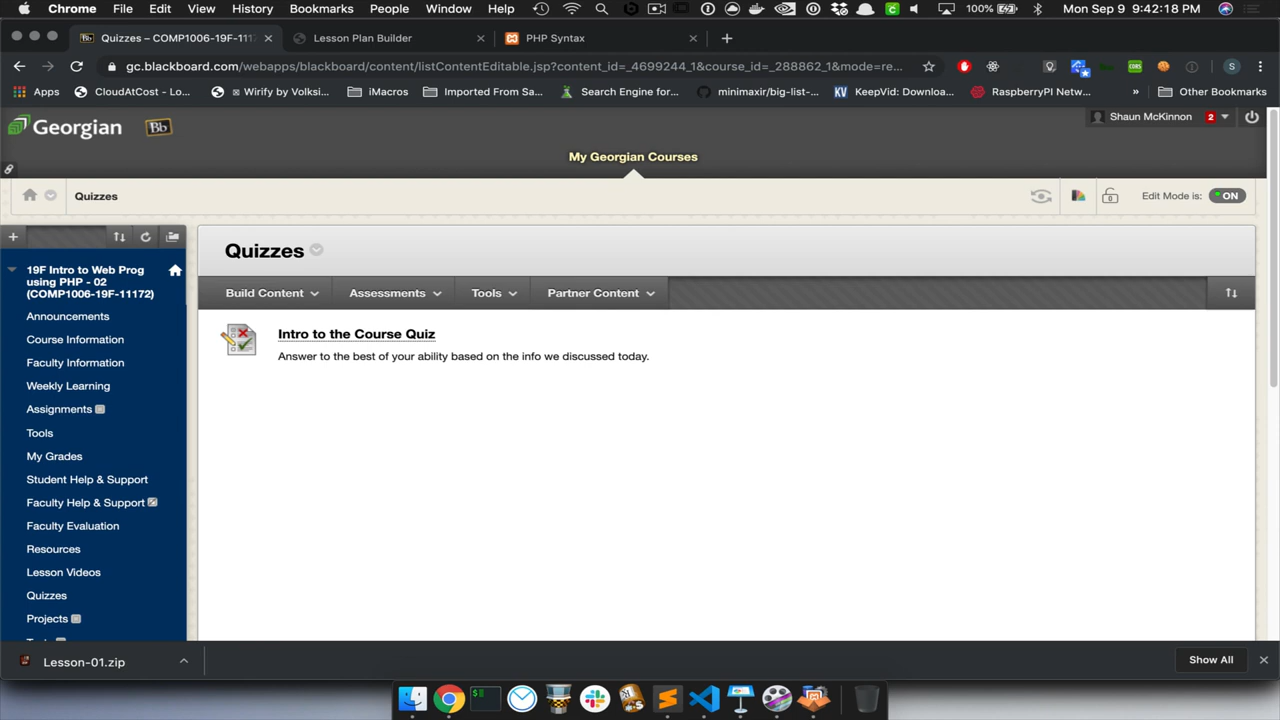 Chrome File Edit View History Bookmarks People Window Help 100% Mon Sep 9 9:42:18 PM
Quizzes – COMP1006-19F-1117
Lesson Plan Builder
PHP Syntax
gc.blackboard.com/webapps/blackboard/content/listContentEditable.jsp?content_id=_4699244_1&course_id=_288862_1&mode=re...
S
Apps CloudAtCost - Lo... Wirify by Volksi... iMacros Imported From Sa... Search Engine for... minimaxir/big-list-... KeepVid: Downloa... RaspberryPI Netw... » Other Bookmarks
Georgian Bb
Shaun McKinnon 2
My Georgian Courses
Quizzes
Edit Mode is: ON
19F Intro to Web Prog
using PHP - 02
(COMP1006-19F-11172)
Announcements
Course Information
Faculty Information
Weekly Learning
Assignments
Tools
My Grades
Student Help & Support
Faculty Help & Support
Faculty Evaluation
Resources
Lesson Videos
Quizzes
Projects
Quizzes
Build Content Assessments Tools Partner Content
Intro to the Course Quiz
Answer to the best of your ability based on the info we discussed today.
Lesson-01.zip
Show All